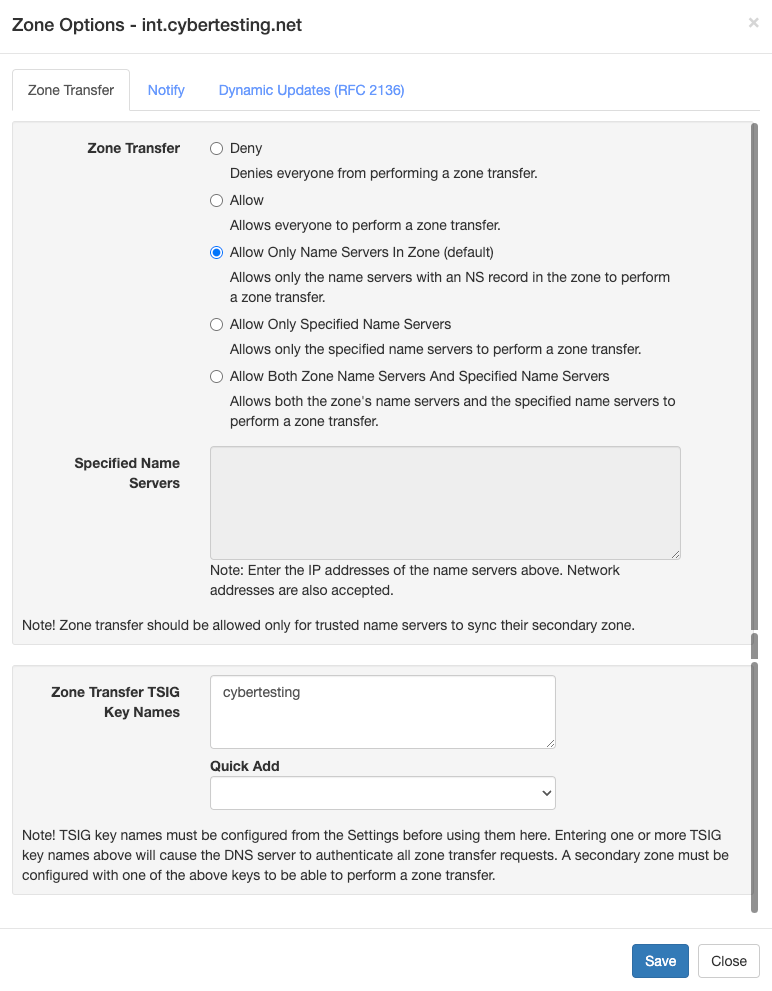 Zone Options - int.cybertesting.net
×
Zone Transfer
Notify
Dynamic Updates (RFC 2136)
Zone Transfer
Deny
Denies everyone from performing a zone transfer.
Allow
Allows everyone to perform a zone transfer.
Allow Only Name Servers In Zone (default)
Allows only the name servers with an NS record in the zone to perform
a zone transfer.
Allow Only Specified Name Servers
Allows only the specified name servers to perform a zone transfer.
Allow Both Zone Name Servers And Specified Name Servers
Allows both the zone's name servers and the specified name servers to
perform a zone transfer.
Specified Name
Servers
Note: Enter the IP addresses of the name servers above. Network
addresses are also accepted.
Note! Zone transfer should be allowed only for trusted name servers to sync their secondary zone.
Zone Transfer TSIG
Key Names
cybertesting
Quick Add
Note! TSIG key names must be configured from the Settings before using them here. Entering one or more TSIG
key names above will cause the DNS server to authenticate all zone transfer requests. A secondary zone must be
configured with one of the above keys to be able to perform a zone transfer.
Save
Close